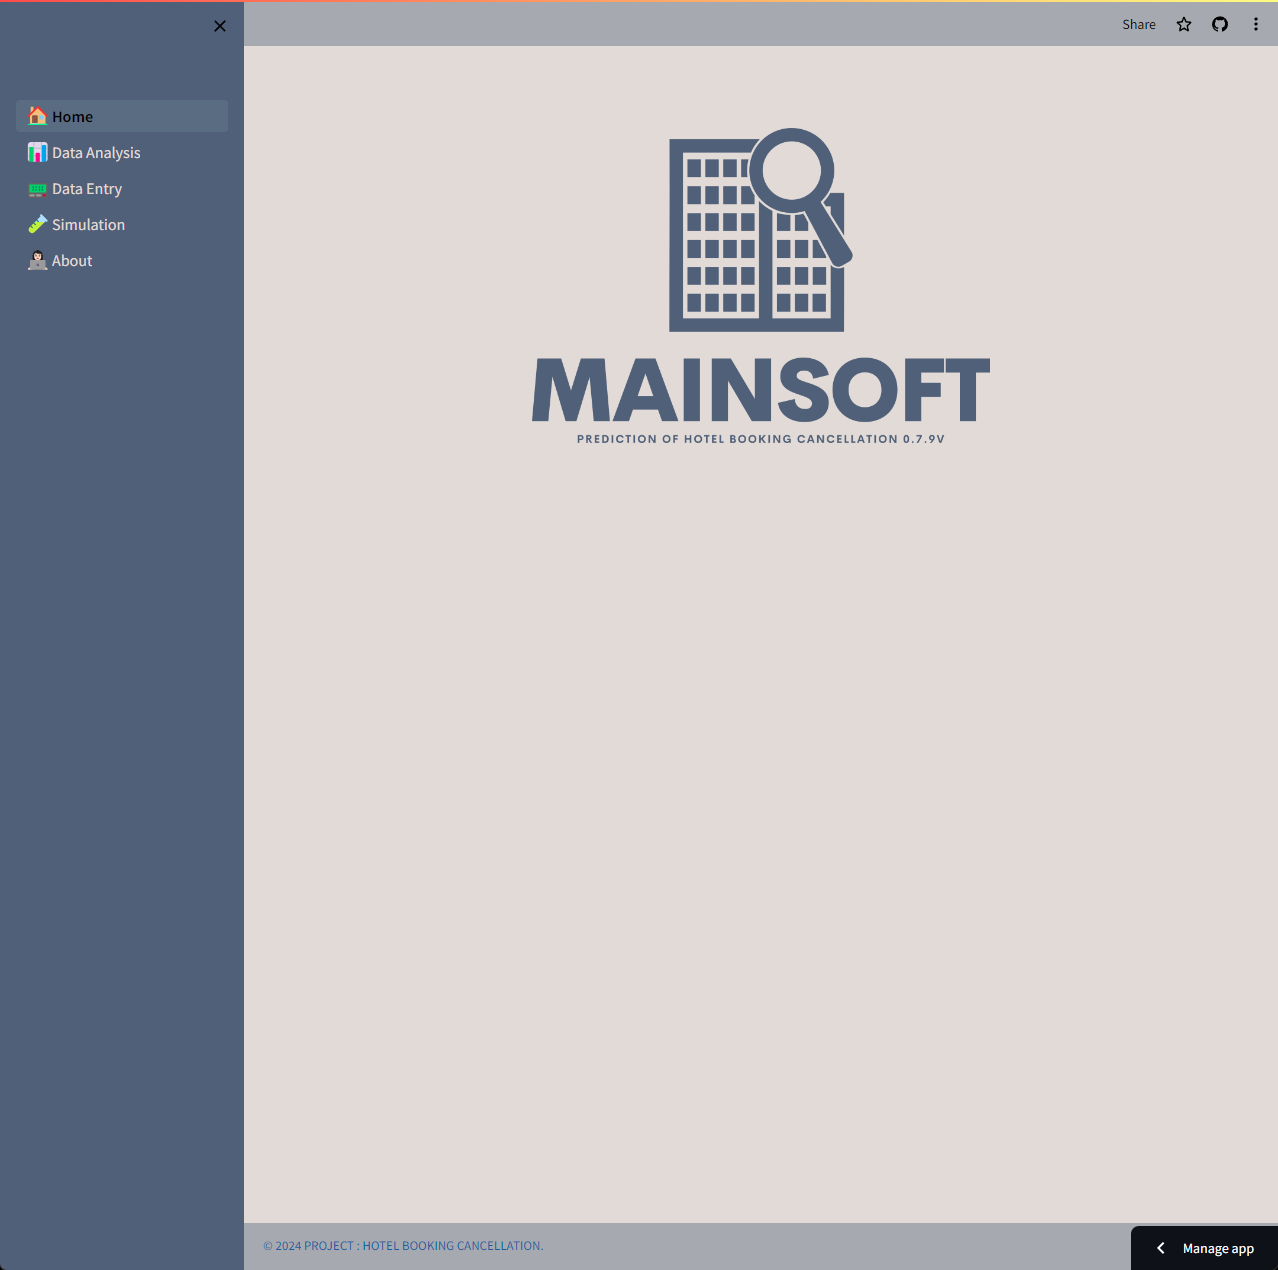 Share
Home
Data Analysis
Data Entry
Simulation
About
MAINSOFT
PREDICTION OF HOTEL BOOKING CANCELLATION 0.7.9V
© 2024 PROJECT : HOTEL BOOKING CANCELLATION.
Manage app